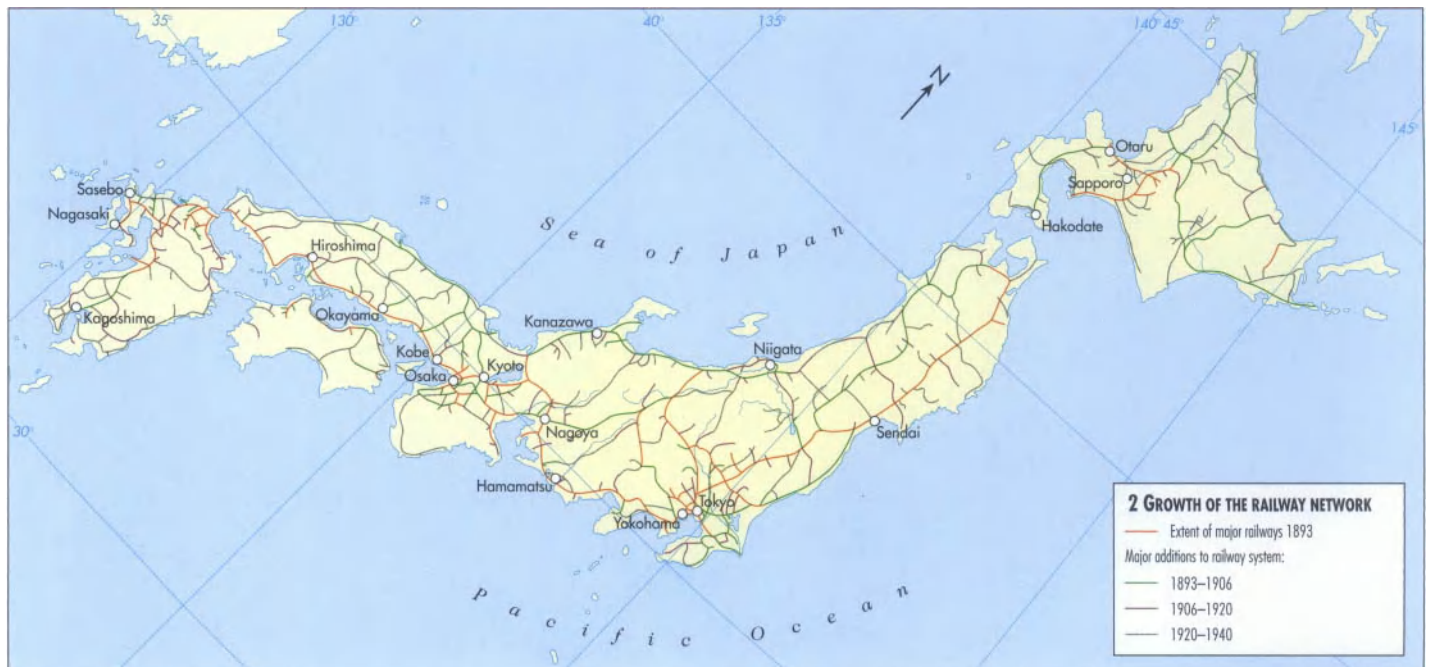 35°
130°
40°
135°
140°
45°
145°
30°
N
Otaru
Sapporo
Hakodate
Sasebo
Nagasaki
Hiroshima
Kagoshima
Okayama
Kanazawa
Niigata
Kobe
Kyoto
Osaka
Nagoya
Sendai
Hamamatsu
Tokyo
Yokohama
Sea of Japan
Pacific Ocean
35°
140°
2 GROWTH OF THE RAILWAY NETWORK
Extent of major railways 1893
Major additions to railway system:
1893–1906
1906–1920
1920–1940